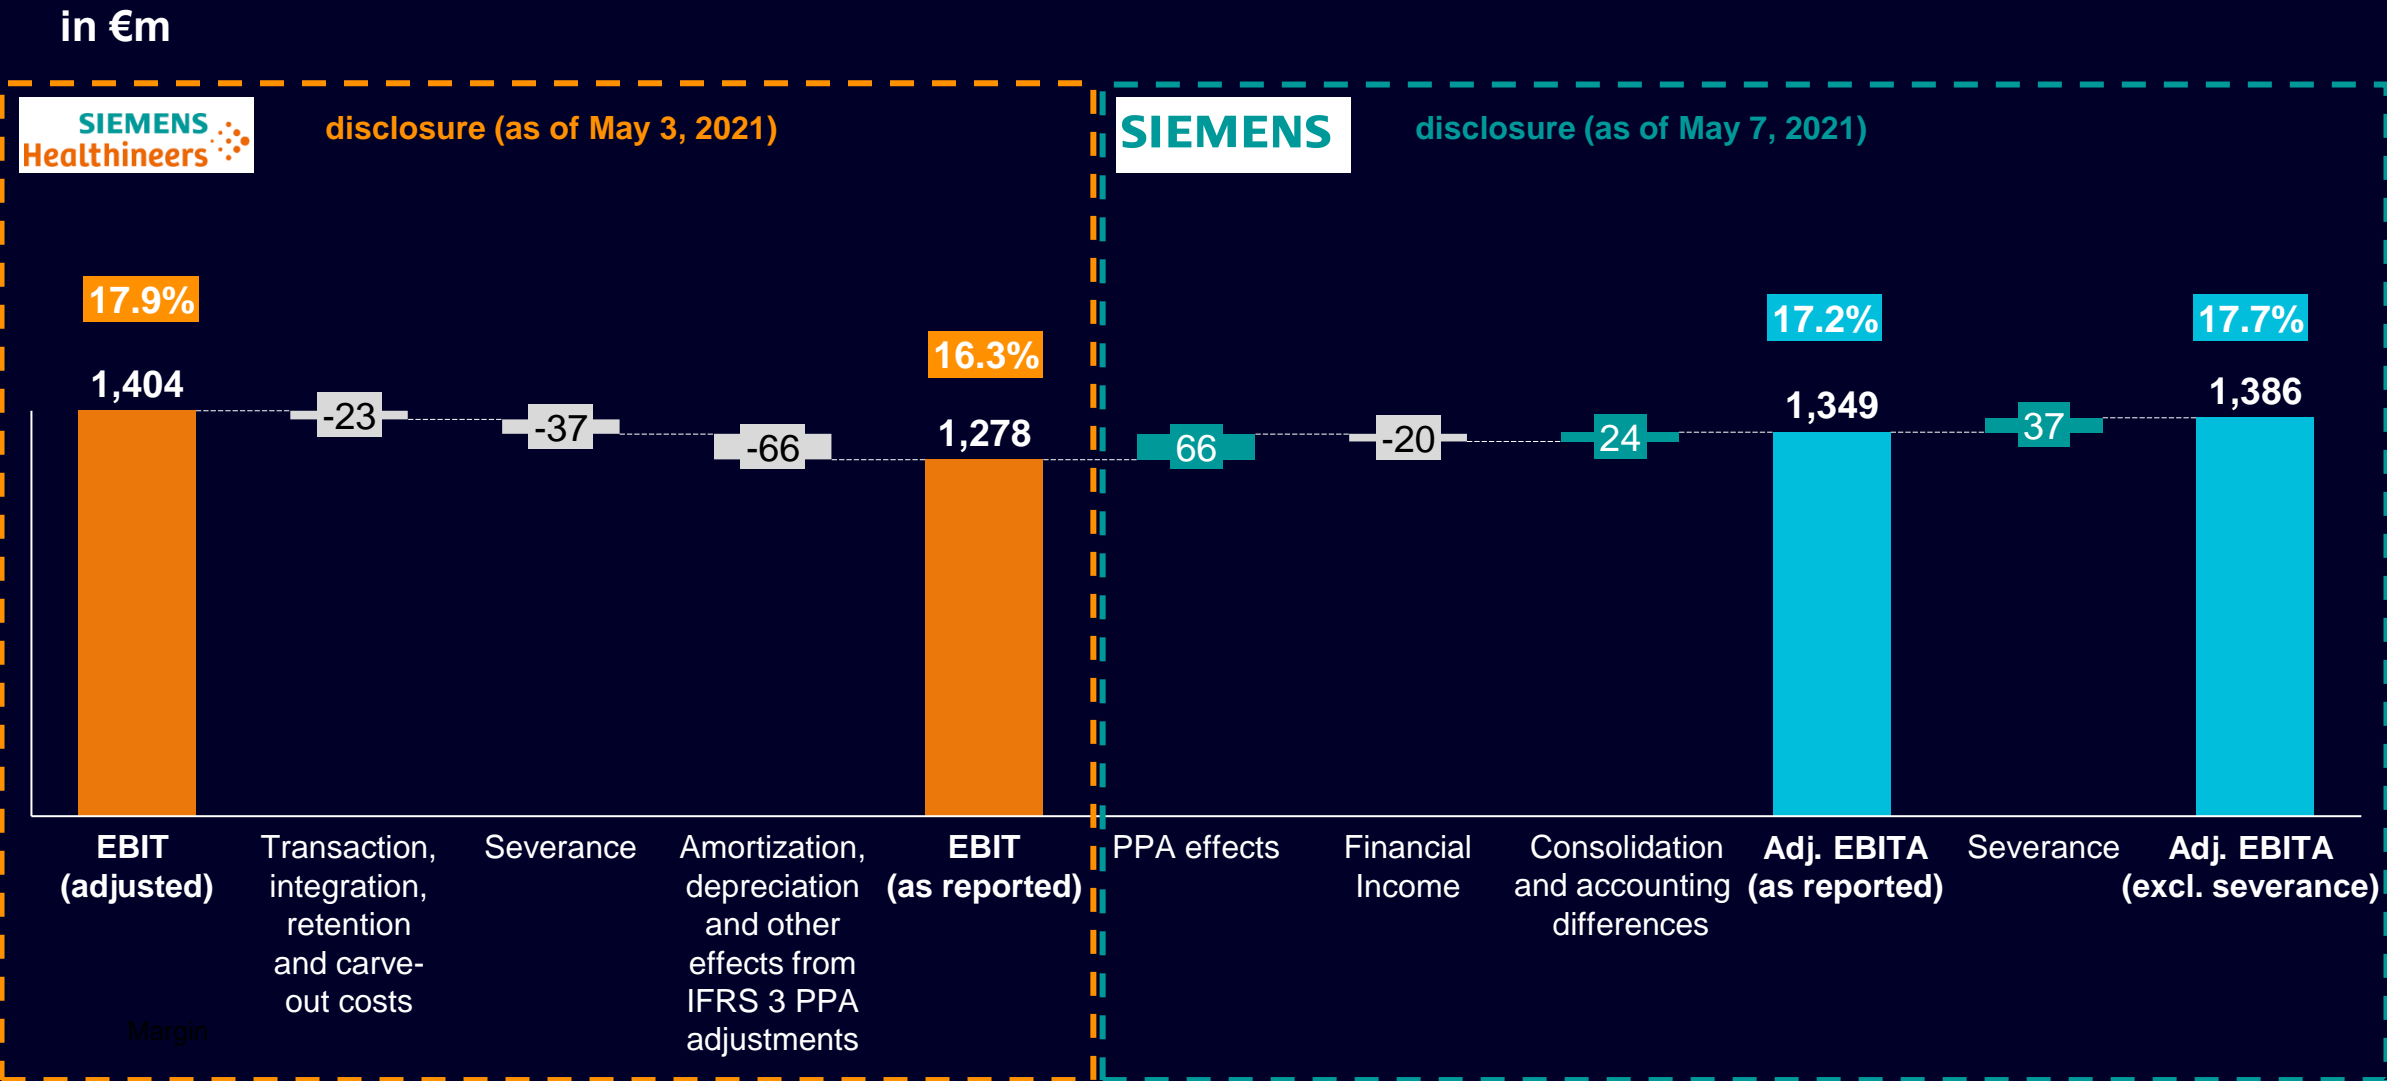 in €m
SIEMENS
Healthineers
disclosure (as of May 3, 2021)
SIEMENS
disclosure (as of May 7, 2021)
17.9%
1,404
-23
-37
-66
16.3%
1,278
66
-20
24
17.2%
1,349
37
17.7%
1,386
EBIT
(adjusted)
Transaction,
integration,
retention
and carve-
out costs
Severance
Amortization,
depreciation
and other
effects from
IFRS 3 PPA
adjustments
EBIT
(as reported)
PPA effects
Financial
Income
Consolidation
and accounting
differences
Adj. EBITA
(as reported)
Severance
Adj. EBITA
(excl. severance)
Margin